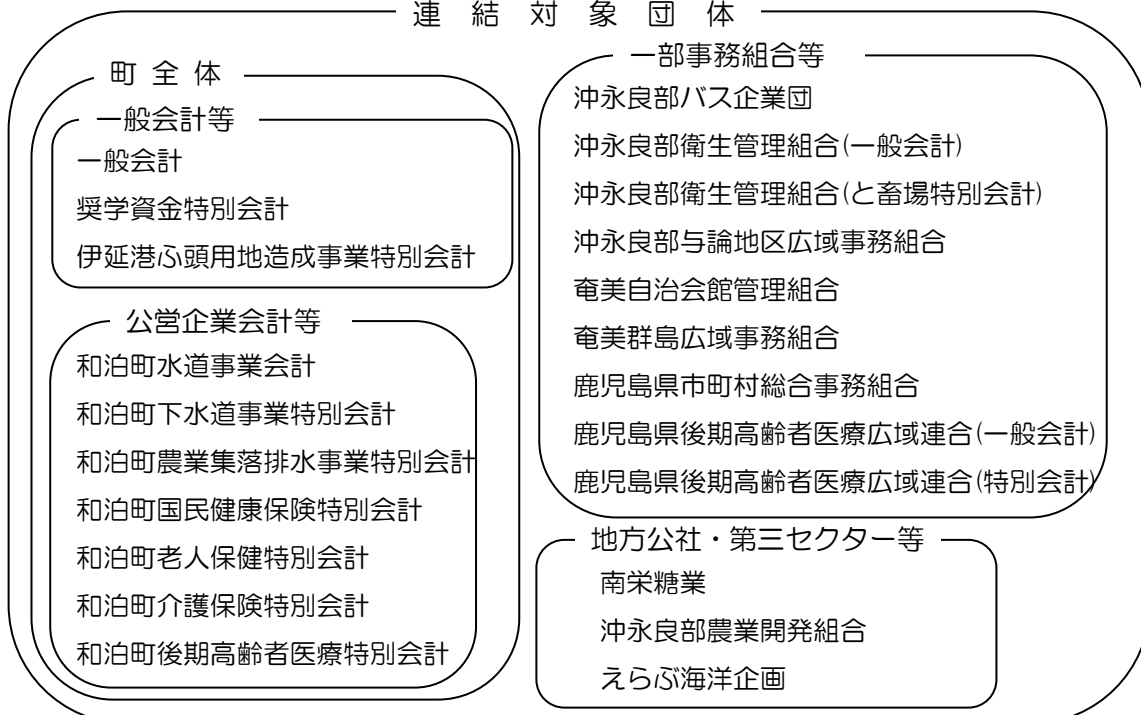 連結対象団体
町全体
一般会計等
一般会計
奨学資金特別会計
伊延港ふ頭用地造成事業特別会計
公営企業会計等
和泊町水道事業会計
和泊町下水道事業特別会計
和泊町農業集落排水事業特別会計
和泊町国民健康保険特別会計
和泊町老人保健特別会計
和泊町介護保険特別会計
和泊町後期高齢者医療特別会計
一部事務組合等
沖永良部バス企業団
沖永良部衛生管理組合(一般会計)
沖永良部衛生管理組合(と畜場特別会計)
沖永良部与論地区広域事務組合
奄美自治会館管理組合
奄美群島広域事務組合
鹿児島県市町村総合事務組合
鹿児島県後期高齢者医療広域連合(一般会計)
鹿児島県後期高齢者医療広域連合(特別会計)
地方公社・第三セクター等
南栄糖業
沖永良部農業開発組合
えらぶ海洋企画